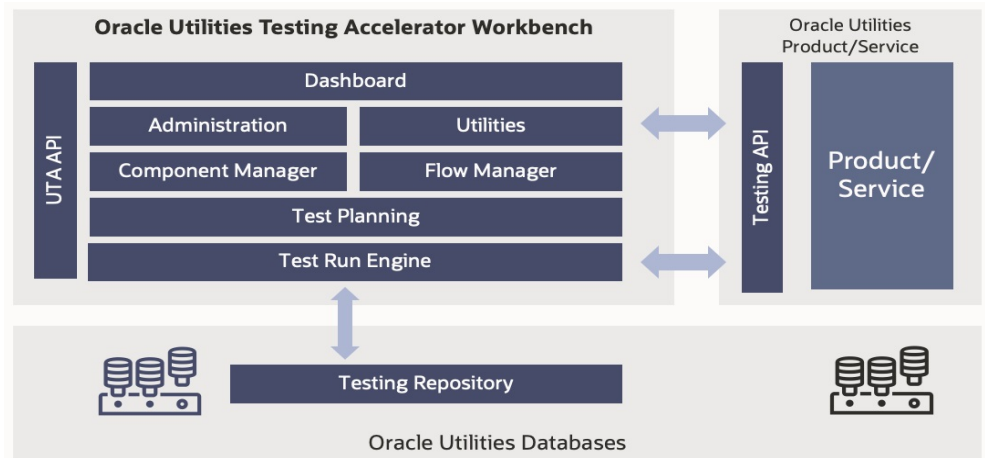 Oracle Utilities Testing Accelerator Workbench
UTA API
Dashboard
Administration
Utilities
Component Manager
Flow Manager
Test Planning
Test Run Engine
Oracle Utilities
Product/Service
Testing API
Product/
Service
Testing Repository
Oracle Utilities Databases